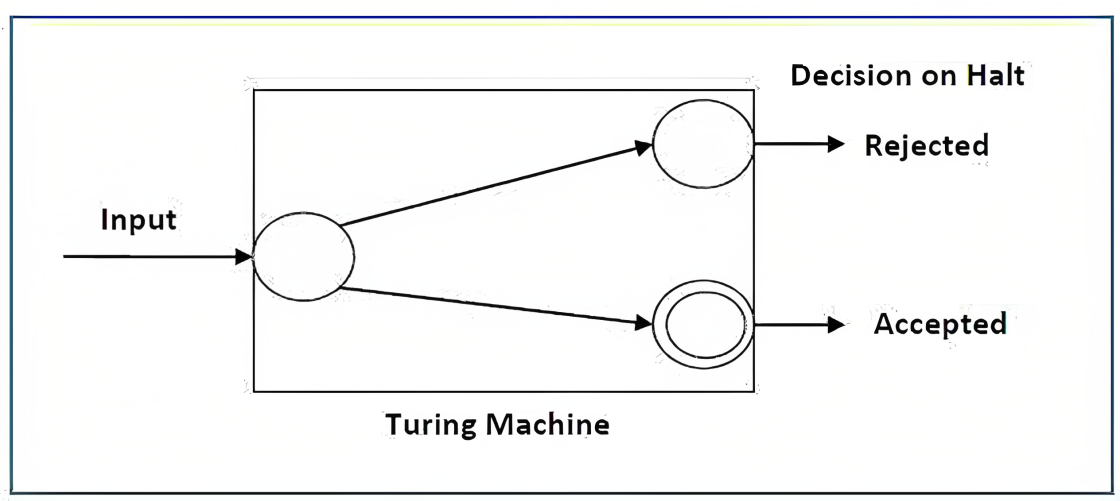 Decision on Halt
Rejected
Input
Accepted
Turing Machine